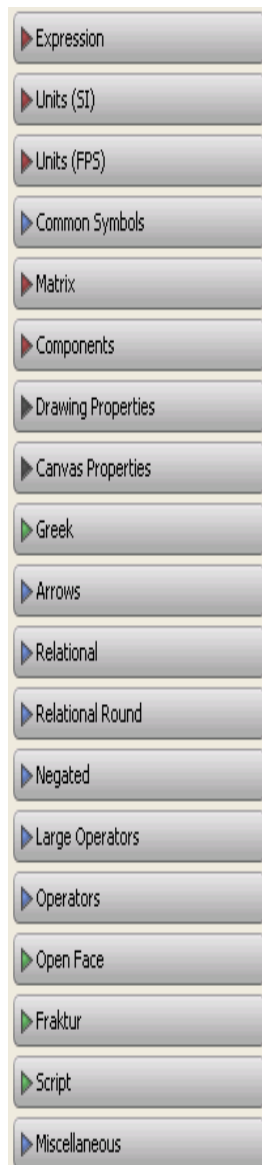 Expression
Units (SI)
Units (FPS)
Common Symbols
Matrix
Components
Drawing Properties
Canvas Properties
Greek
Arrows
Relational
Relational Round
Negated
Large Operators
Operators
Open Face
Fraktur
Script
Miscellaneous